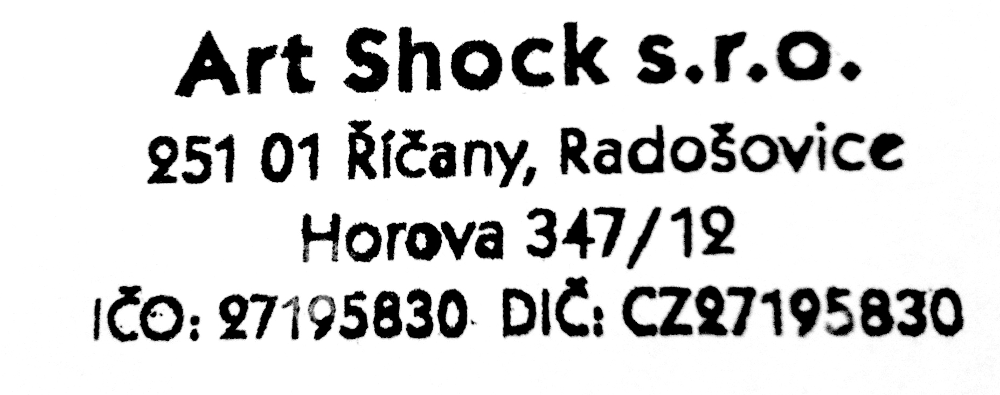 Art Shock s.r.o.
251 01 Říčany, Radošovice
Horova 347/12
IČO: 27195830 DIČ: CZ27195830